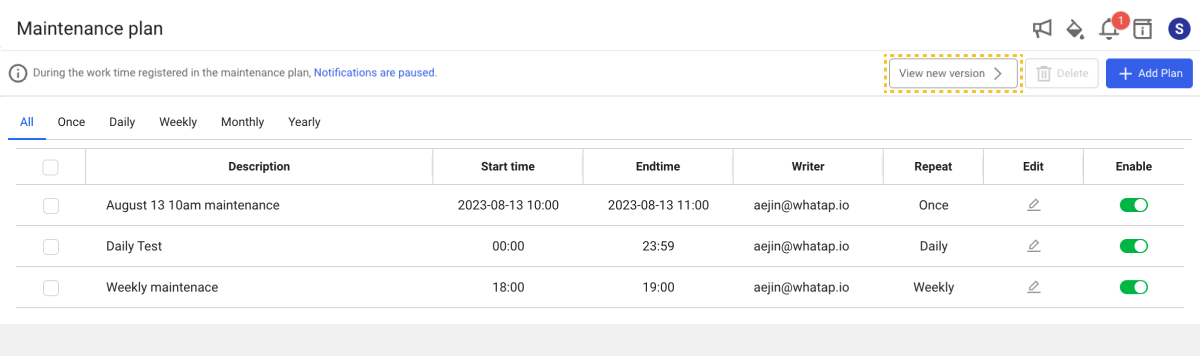 Maintenance plan
1
S
During the work time registered in the maintenance plan, Notifications are paused.
View new version
Delete
Add Plan
All Once Daily Weekly Monthly Yearly
Description Start time Endtime Writer Repeat Edit Enable
August 13 10am maintenance 2023-08-13 10:00 2023-08-13 11:00 aejin@whatap.io Once
Daily Test 00:00 23:59 aejin@whatap.io Daily
Weekly maintenace 18:00 19:00 aejin@whatap.io Weekly